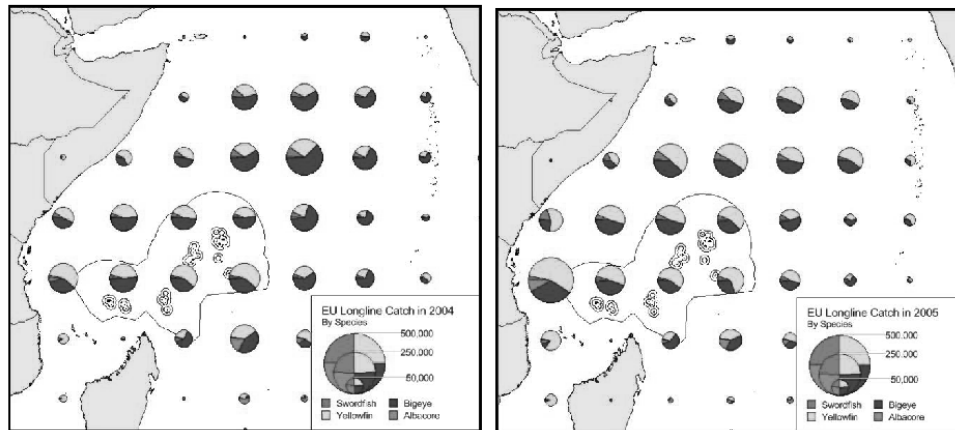 EU Longline Catch in 2004
By Species
500,000
250,000
50,000
Swordfish Bigeye
Yellowfin Albacore
EU Longline Catch in 2005
By Species
500,000
250,000
50,000
Swordfish Bigeye
Yellowfin Albacore